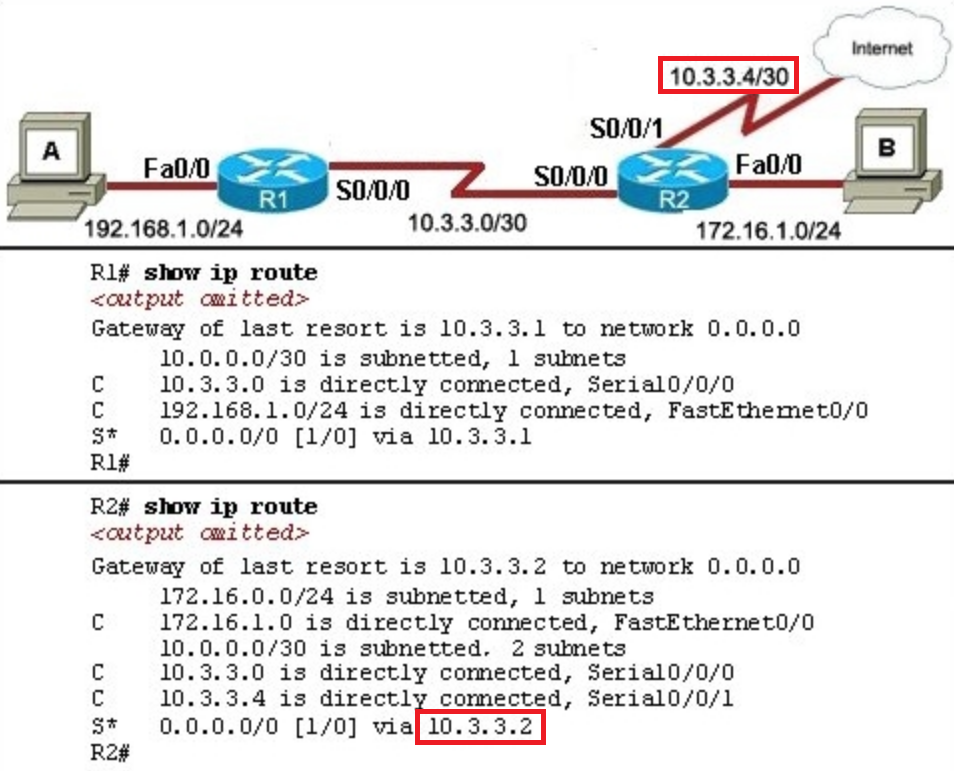 Internet
10.3.3.4/30
S0/0/1
A
B
Fa0/0
S0/0/0
S0/0/0
Fa0/0
R1
R2
192.168.1.0/24
10.3.3.0/30
172.16.1.0/24
R1# show ip route
<output omitted>
Gateway of last resort is 10.3.3.1 to network 0.0.0.0
10.0.0.0/30 is subnetted, 1 subnets
C 10.3.3.0 is directly connected, Serial0/0/0
C 192.168.1.0/24 is directly connected, FastEthernet0/0
S* 0.0.0.0/0 [1/0] via 10.3.3.1
R1#
R2# show ip route
<output omitted>
Gateway of last resort is 10.3.3.2 to network 0.0.0.0
172.16.0.0/24 is subnetted, 1 subnets
C 172.16.1.0 is directly connected, FastEthernet0/0
10.0.0.0/30 is subnetted. 2 subnets
C 10.3.3.0 is directly connected, Serial0/0/0
C 10.3.3.4 is directly connected, Serial0/0/1
S* 0.0.0.0/0 [1/0] via 10.3.3.2
R2#